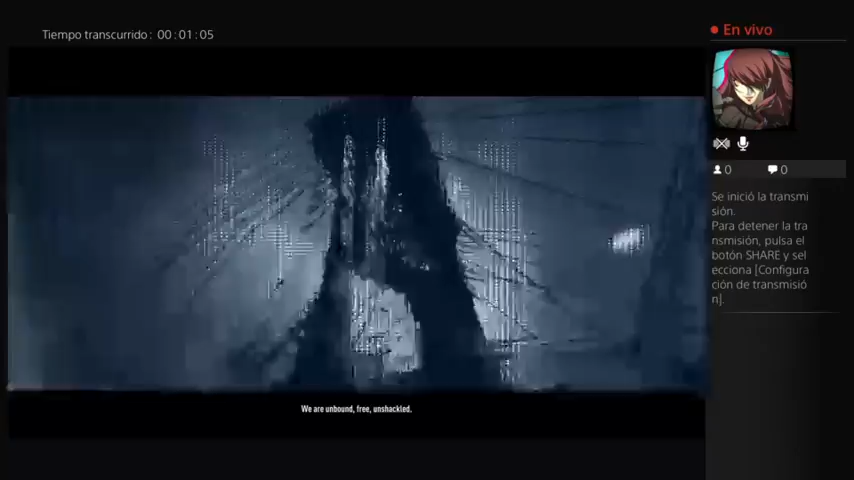 Tiempo transcurrido: 00:01:05
En vivo
0 0
Se inició la transmi
sión.
Para detener la tra
nsmisión, pulsa el
botón SHARE y sel
ecciona [Configura
ción de transmisió
n].
We are unbound, free, unshackled.